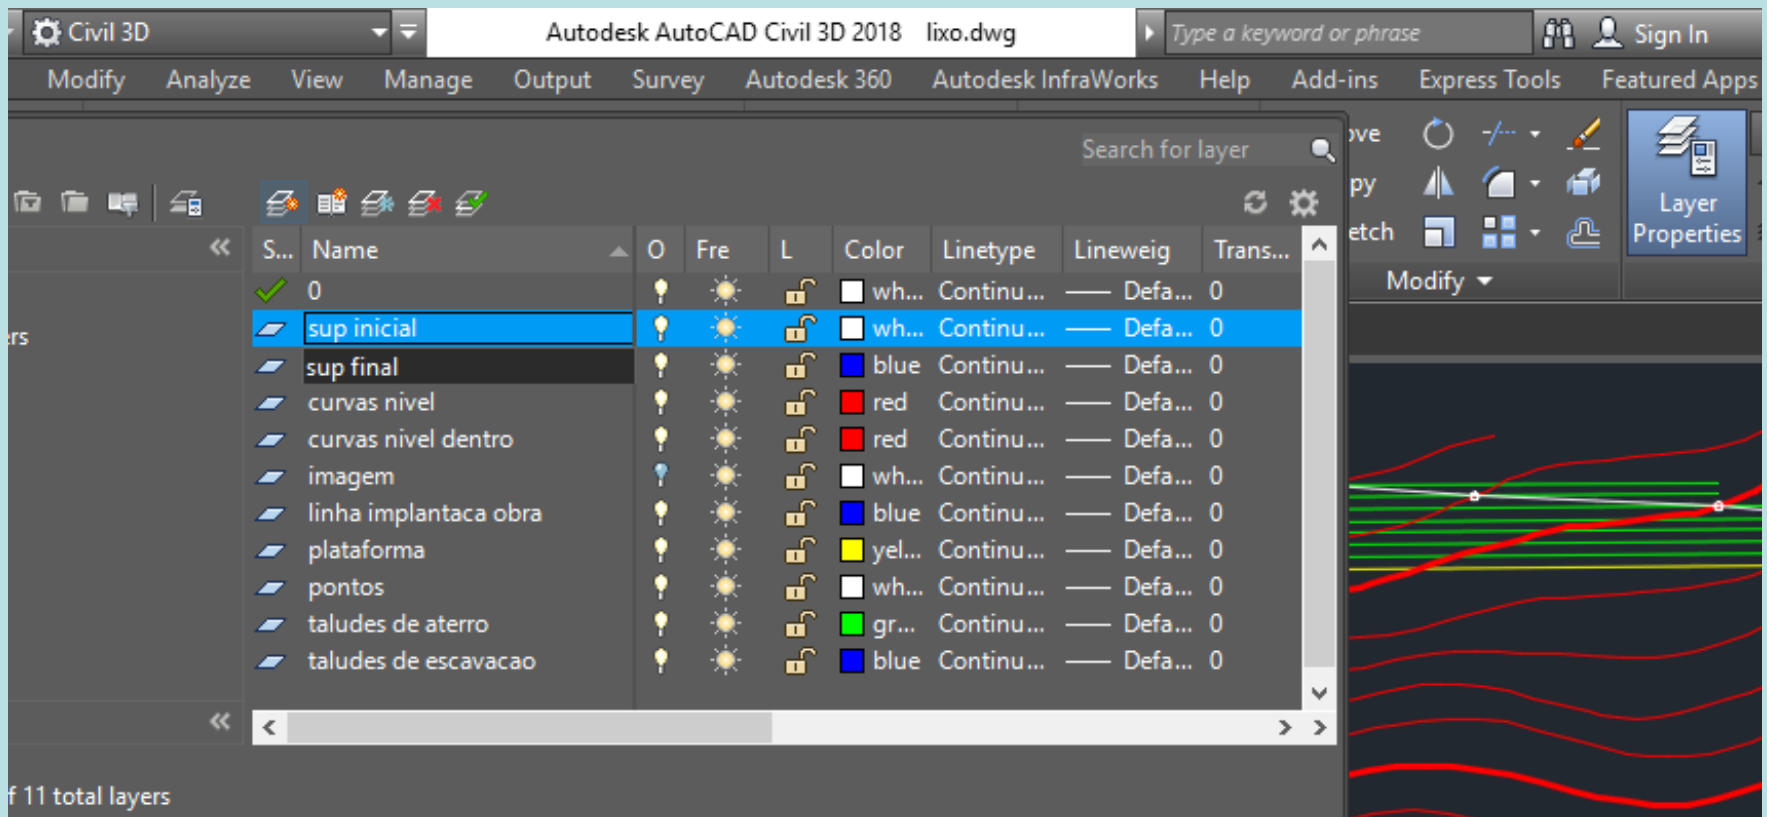 Civil 3D Autodesk AutoCAD Civil 3D 2018 lixo.dwg Type a keyword or phrase Sign In
Modify Analyze View Manage Output Survey Autodesk 360 Autodesk InfraWorks Help Add-ins Express Tools Featured Apps
Search for layer
ove
py
etch
Layer
Properties
Modify
S... Name O Fre L Color Linetype Lineweig Trans...
0 wh... Continu... Defa... 0
sup inicial wh... Continu... Defa... 0
ers
sup final blue Continu... Defa... 0
curvas nivel red Continu... Defa... 0
curvas nivel dentro red Continu... Defa... 0
imagem wh... Continu... Defa... 0
linha implantaca obra blue Continu... Defa... 0
plataforma yel... Continu... Defa... 0
pontos wh... Continu... Defa... 0
taludes de aterro gr... Continu... Defa... 0
taludes de escavacao blue Continu... Defa... 0
f 11 total layers